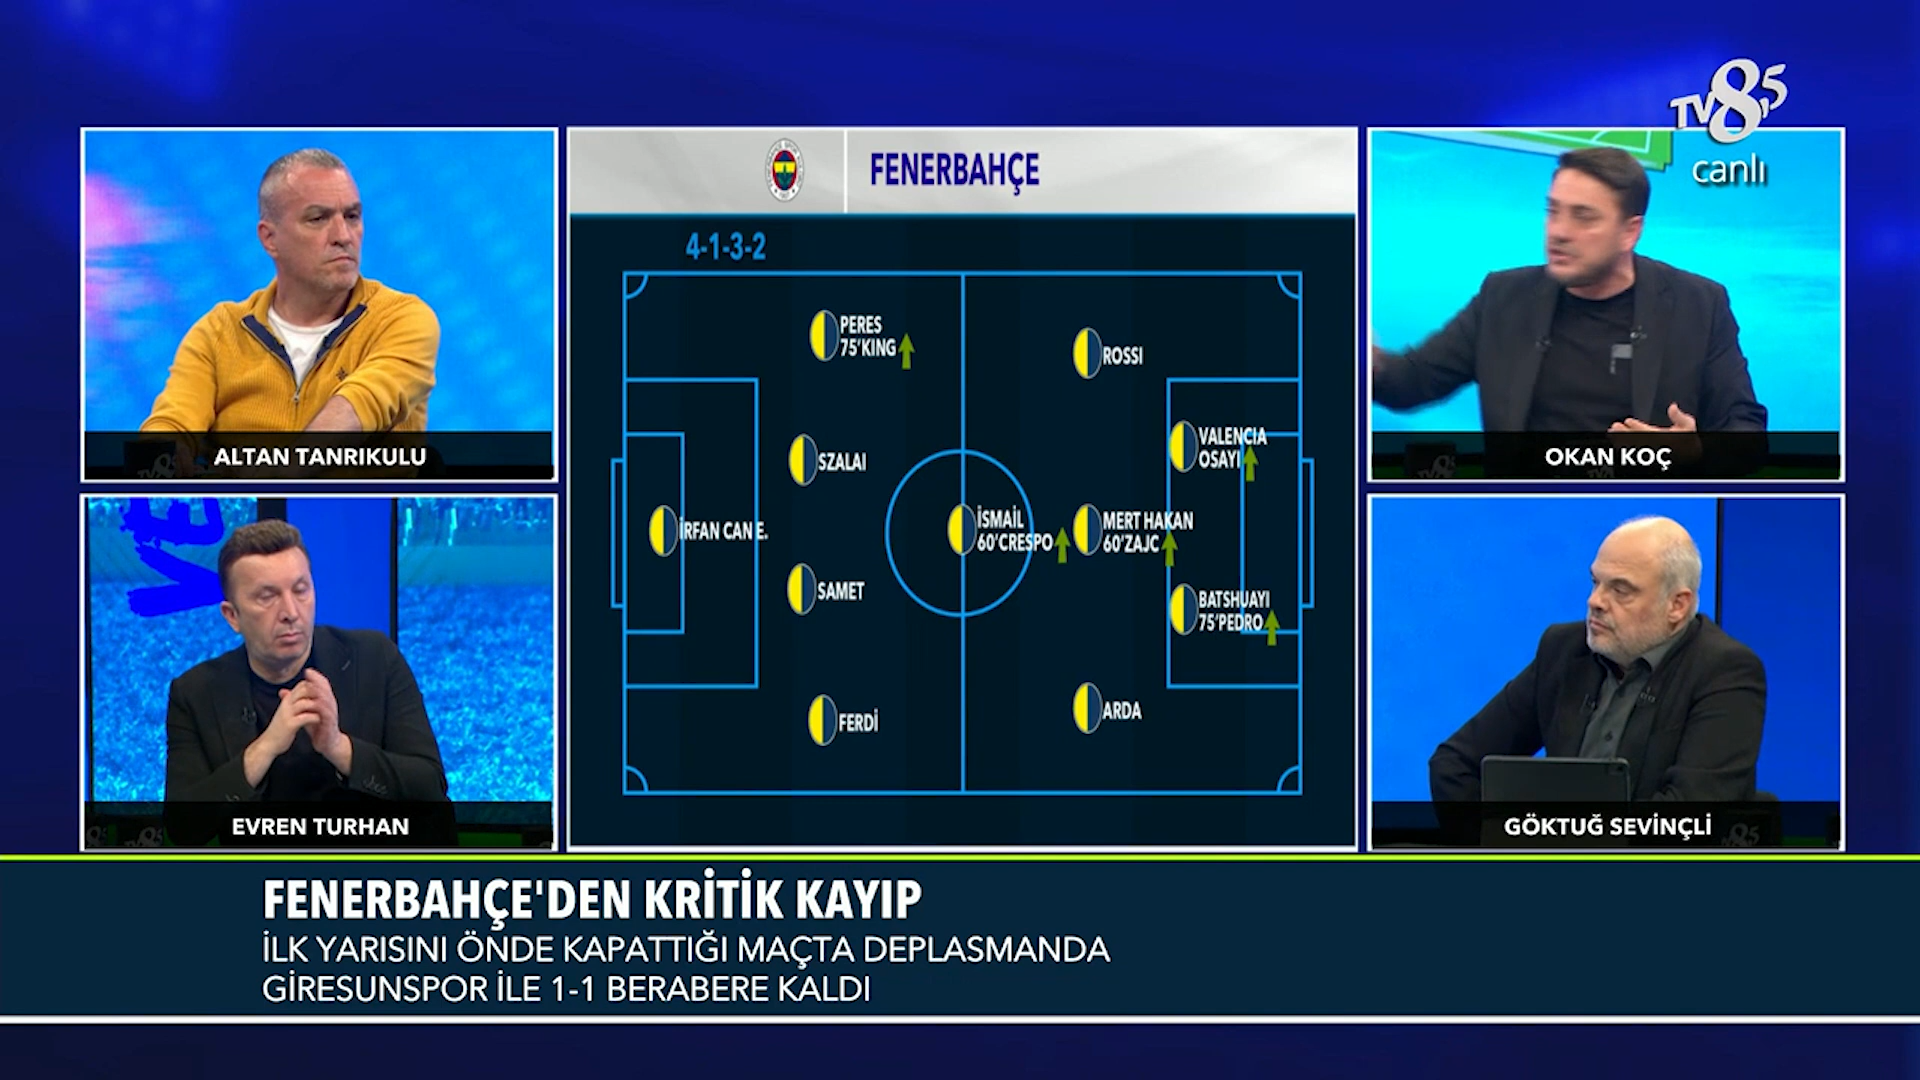 TV8,5
canlı
FENERBAHÇE
4-1-3-2
PERES
75'KING
ROSSI
SZALAI
VALENCIA
OSAYI
İRFAN CAN E.
İSMAİL
60'CRESPO
MERT HAKAN
60'ZAJC
SAMET
BATSHUAYI
75'PEDRO
FERDİ
ARDA
ALTAN TANRIKULU
OKAN KOÇ
EVREN TURHAN
GÖKTUĞ SEVİNÇLİ
FENERBAHÇE'DEN KRİTİK KAYIP
İLK YARISINI ÖNDE KAPATTIĞI MAÇTA DEPLASMANDA
GİRESUNSPOR İLE 1-1 BERABERE KALDI